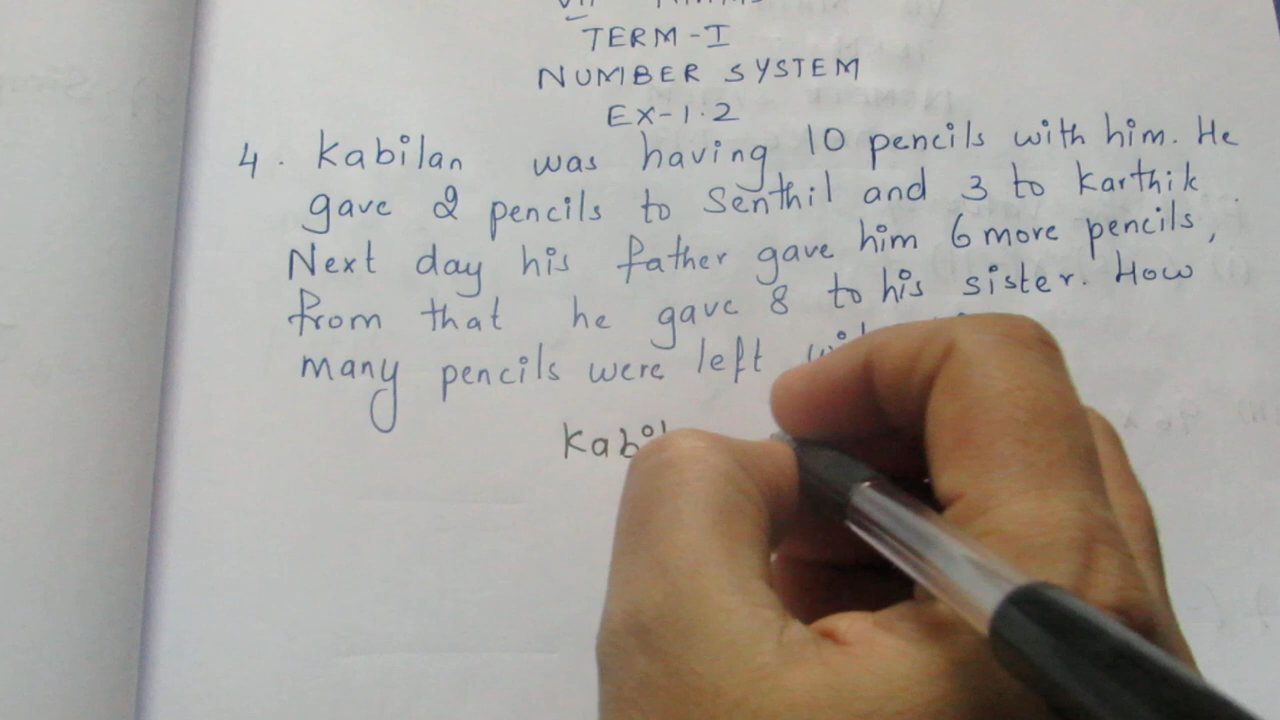 TERM-I
NUMBER SYSTEM
EX-1.2
4. Kabilan was having 10 pencils with him. He
gave 2 pencils to Senthil and 3 to Karthik.
Next day his father gave him 6 more pencils,
from that he gave 8 to his sister. How
many pencils were left